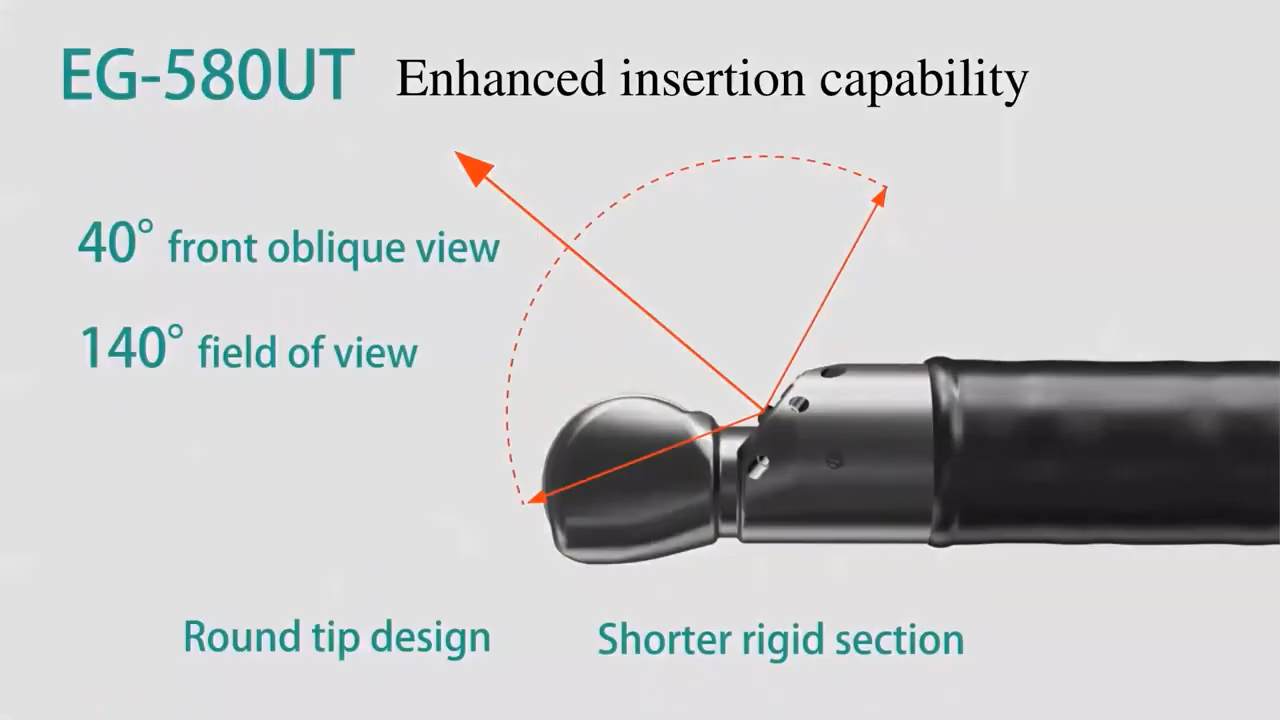 EG-580UT Enhanced insertion capability
40° front oblique view
140° field of view
Round tip design
Shorter rigid section